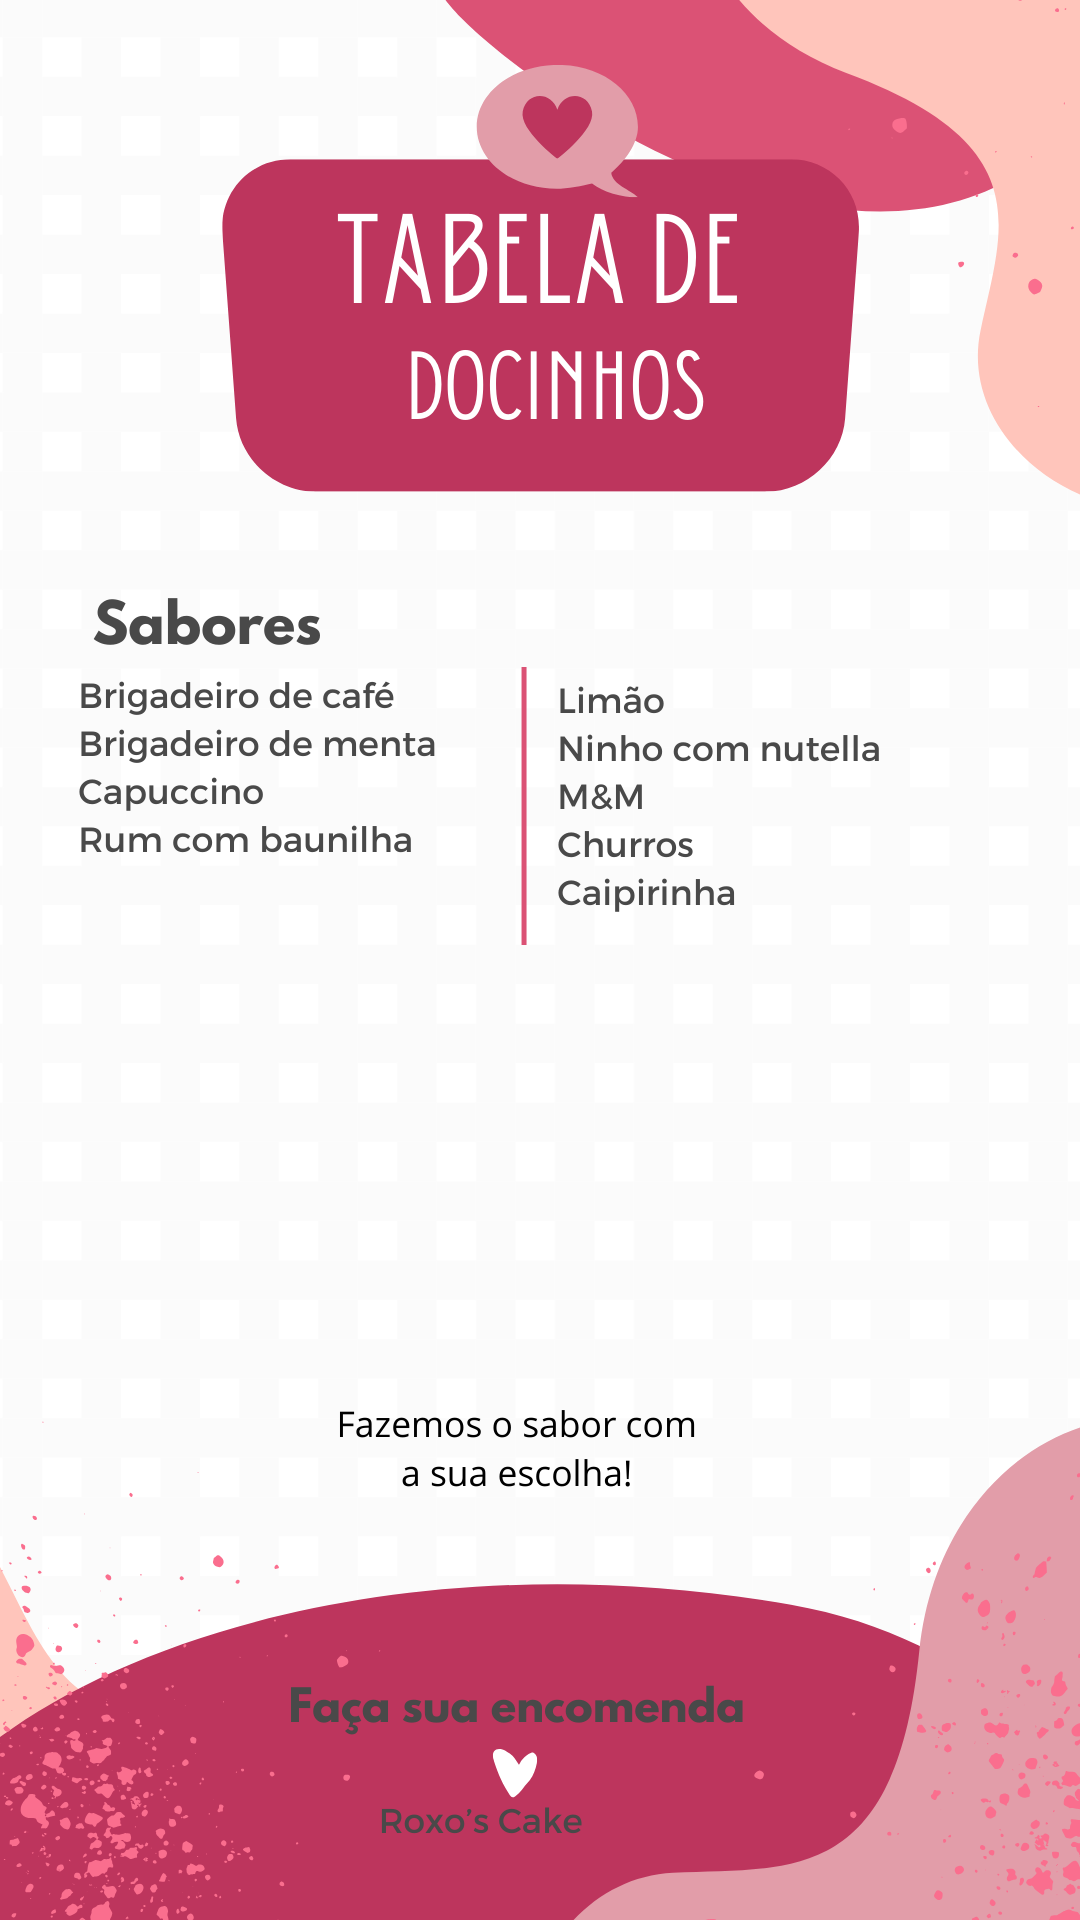 TABELA DE
DOCINHOS
Sabores
Brigadeiro de café
Brigadeiro de menta
Capuccino
Rum com baunilha
Limão
Ninho com nutella
M&M
Churros
Caipirinha
Fazemos o sabor com
a sua escolha!
Faça sua encomenda
Roxo's Cake